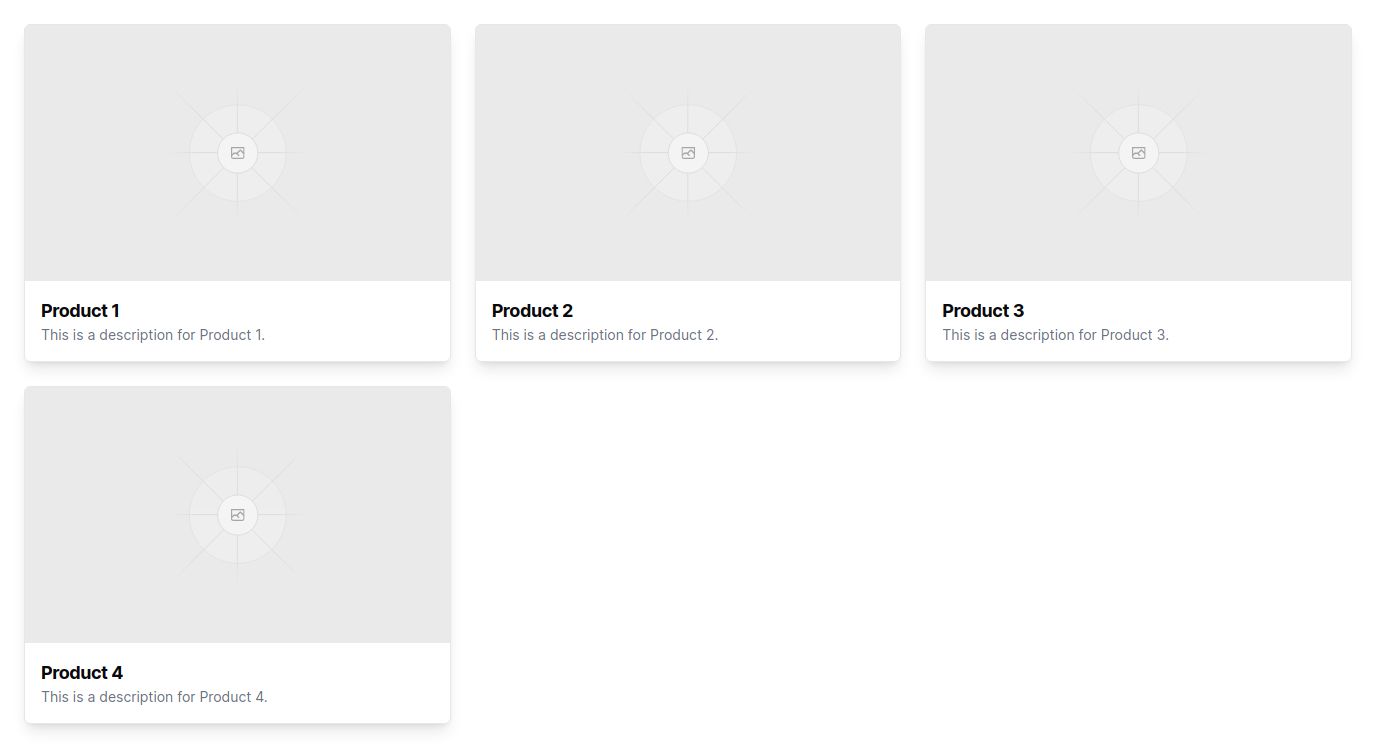 Product 1
This is a description for Product 1.
Product 2
This is a description for Product 2.
Product 3
This is a description for Product 3.
Product 4
This is a description for Product 4.